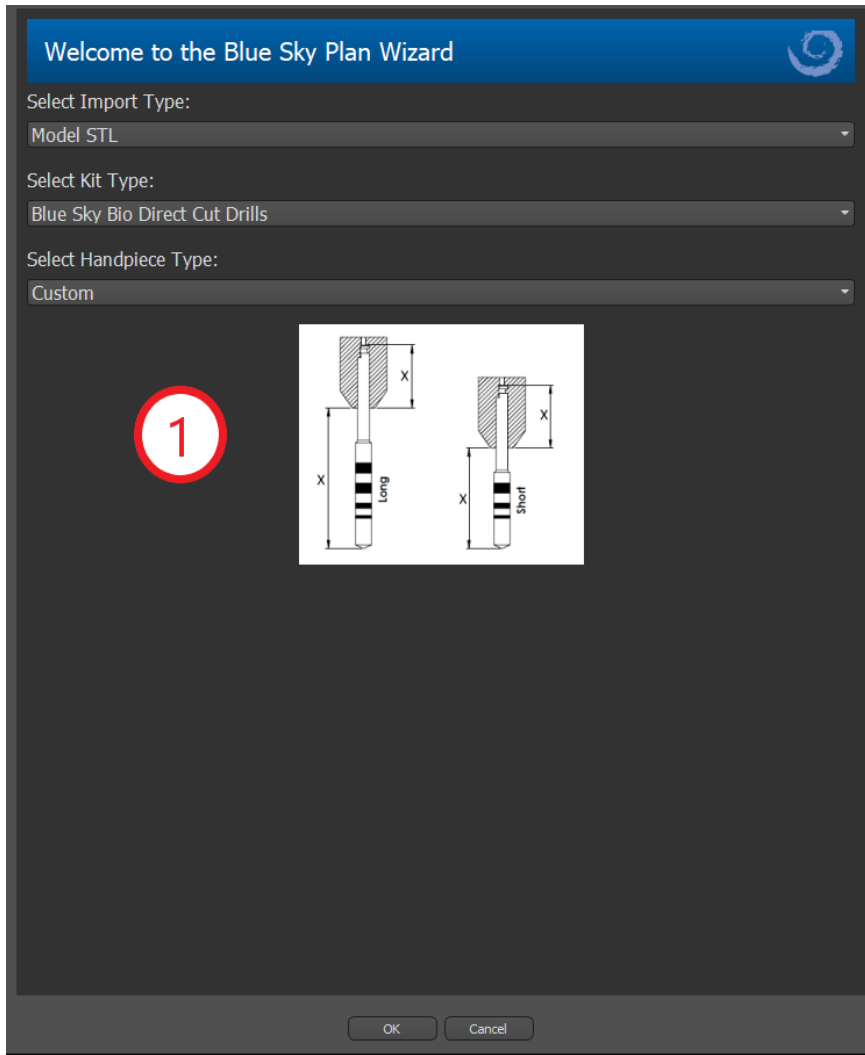 Welcome to the Blue Sky Plan Wizard
Select Import Type:
Model STL
Select Kit Type:
Blue Sky Bio Direct Cut Drills
Select Handpiece Type:
Custom
1
X
X
Long
X
X
Short
OK
Cancel